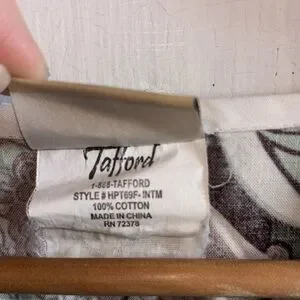 Tafford
1-888-TAFFORD
STYLE # HPT69F- INTM
100% COTTON
MADE IN CHINA
RN 72378